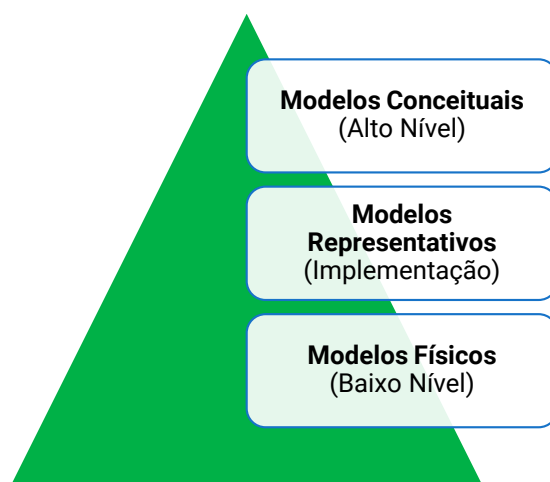 Modelos Conceituais
(Alto Nível)
Modelos
Representativos
(Implementação)
Modelos Físicos
(Baixo Nível)